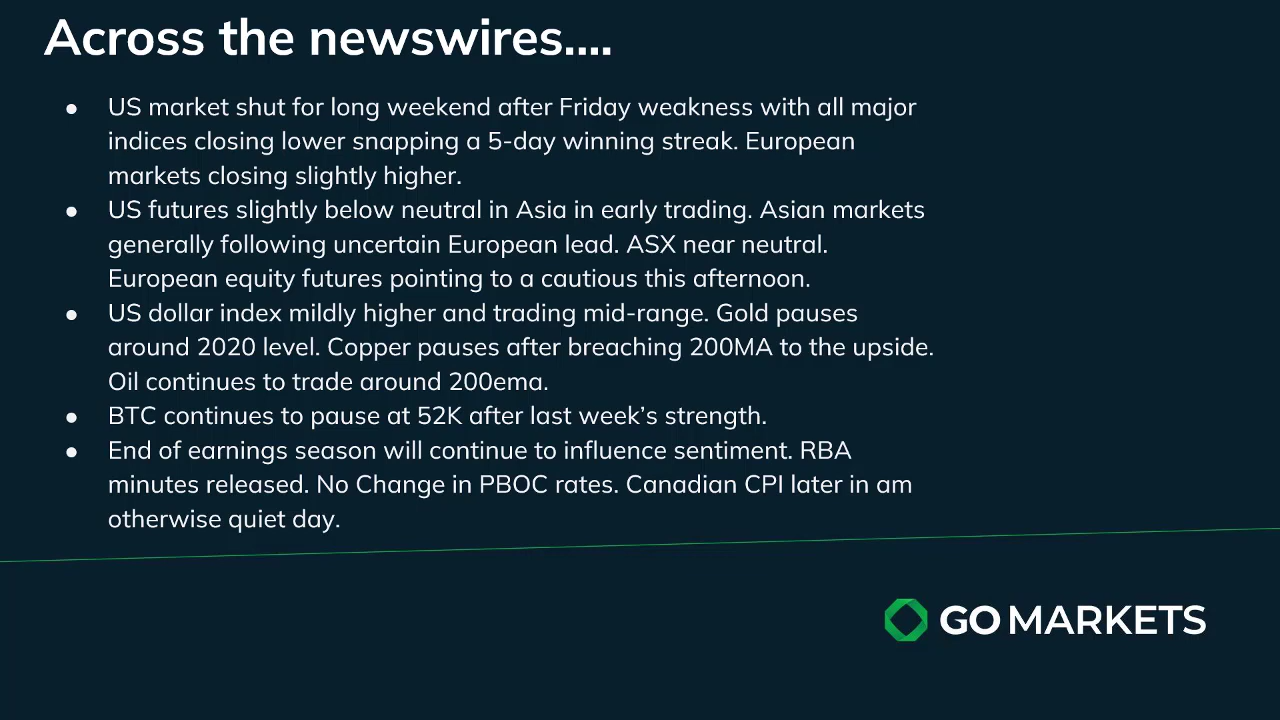 Across the newswires....
● US market shut for long weekend after Friday weakness with all major
indices closing lower snapping a 5-day winning streak. European
markets closing slightly higher.
● US futures slightly below neutral in Asia in early trading. Asian markets
generally following uncertain European lead. ASX near neutral.
European equity futures pointing to a cautious this afternoon.
● US dollar index mildly higher and trading mid-range. Gold pauses
around 2020 level. Copper pauses after breaching 200MA to the upside.
Oil continues to trade around 200ema.
● BTC continues to pause at 52K after last week’s strength.
● End of earnings season will continue to influence sentiment. RBA
minutes released. No Change in PBOC rates. Canadian CPI later in am
otherwise quiet day.
GO MARKETS